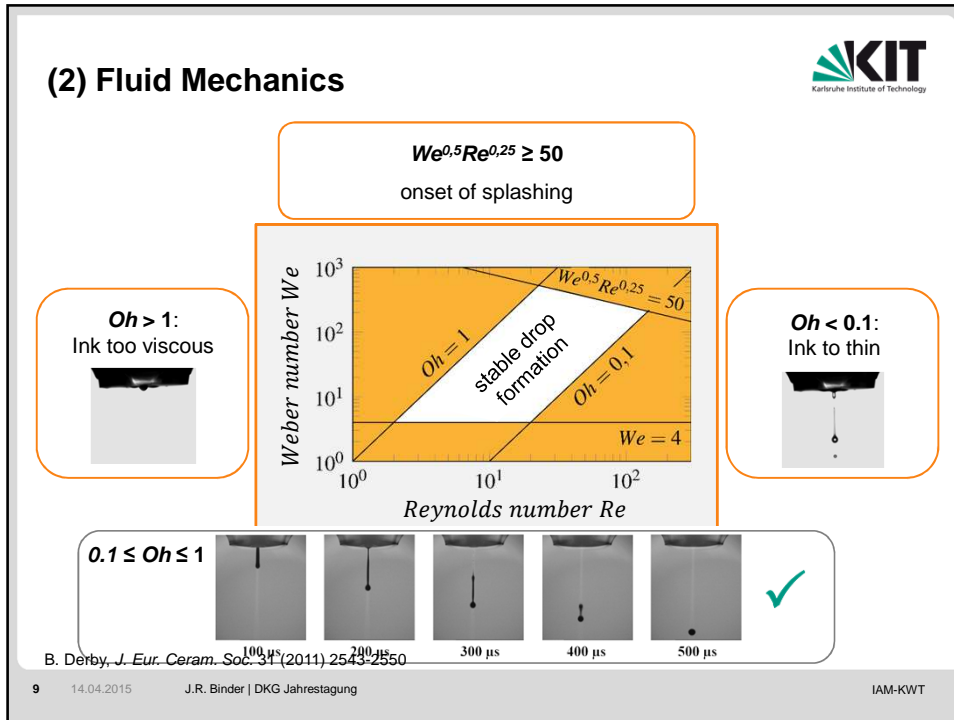 (2) Fluid Mechanics
KIT
Karlsruhe Institute of Technology
We0,5Re0,25 ≥ 50
onset of splashing
Oh > 1:
Ink too viscous
Weber number We
10³
10²
10¹
10⁰
Oh = 1
We0,5Re0,25 = 50
stable drop
formation
Oh = 0,1
We = 4
10⁰ 10¹ 10²
Reynolds number Re
Oh < 0.1:
Ink to thin
0.1 ≤ Oh ≤ 1
100 µs 200 µs 300 µs 400 µs 500 µs
B. Derby, J. Eur. Ceram. Soc. 31 (2011) 2543-2550
9 14.04.2015 J.R. Binder | DKG Jahrestagung IAM-KWT